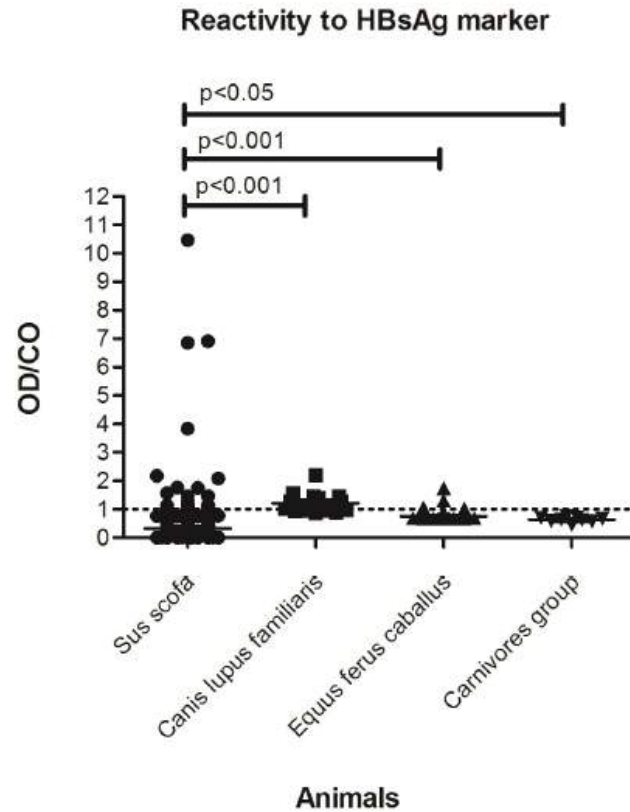 Reactivity to HBsAg marker
p<0.05
p<0.001
p<0.001
12
11
10
9
8
7
6
5
4
3
2
1
0
OD/CO
Sus scofa
Canis lupus familiaris
Equus ferus caballus
Carnivores group
Animals